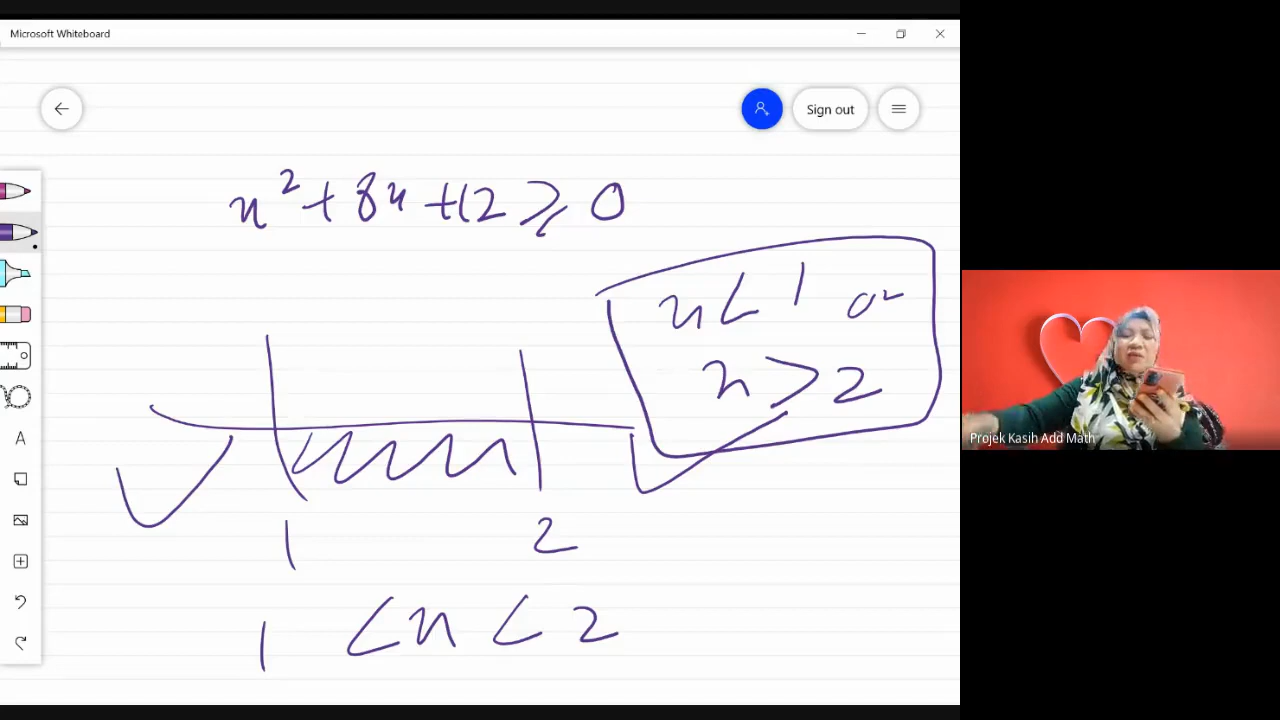 Microsoft Whiteboard
Sign out
x² + 8x + 12 ⩾ 0
x < 1 or
x > 2
1 2
1 < x < 2
A
Projek Kasih Add Math